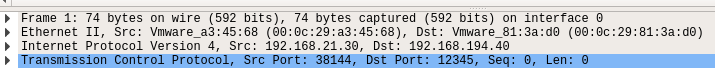 Frame 1: 74 bytes on wire (592 bits), 74 bytes captured (592 bits) on interface 0
Ethernet II, Src: Vmware_a3:45:68 (00:0c:29:a3:45:68), Dst: Vmware_81:3a:d0 (00:0c:29:81:3a:d0)
Internet Protocol Version 4, Src: 192.168.21.30, Dst: 192.168.194.40
Transmission Control Protocol, Src Port: 38144, Dst Port: 12345, Seq: 0, Len: 0